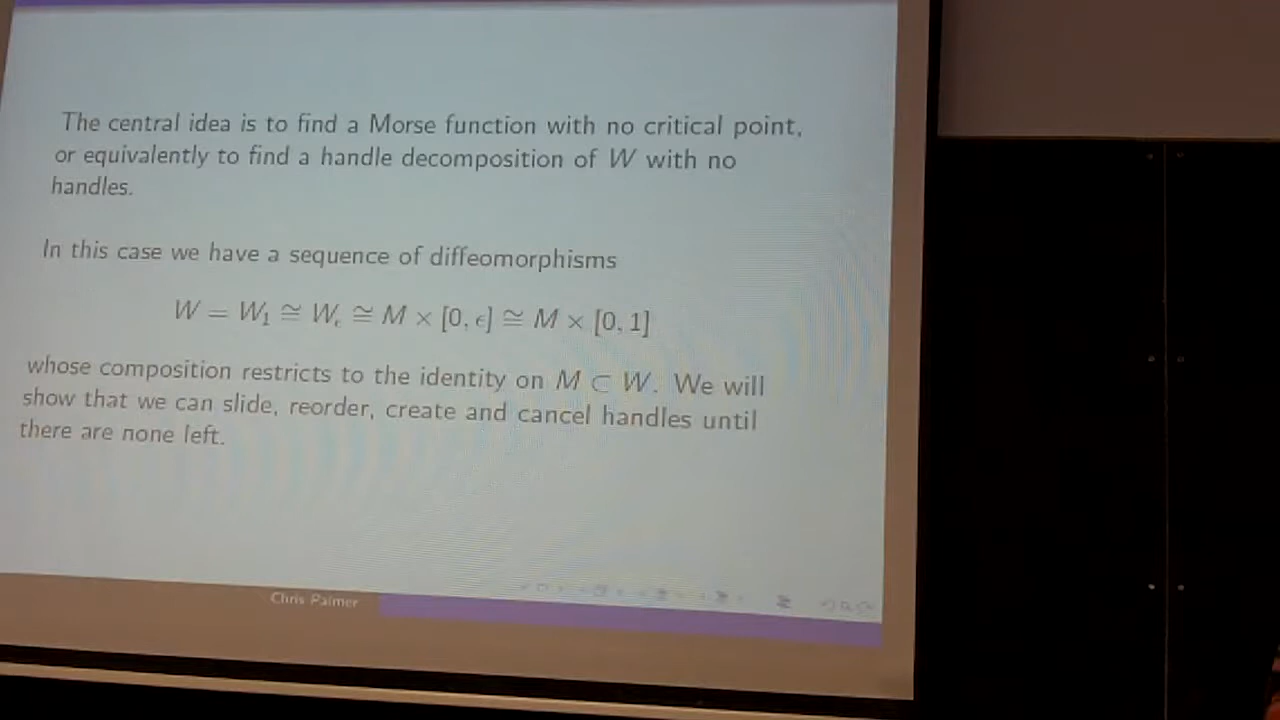 The central idea is to find a Morse function with no critical point,
or equivalently to find a handle decomposition of W with no
handles.
In this case we have a sequence of diffeomorphisms
W = W₁ ≅ W_ϵ ≅ M × [0, ϵ] ≅ M × [0, 1]
whose composition restricts to the identity on M ⊂ W. We will
show that we can slide, reorder, create and cancel handles until
there are none left.
Chris Palmer